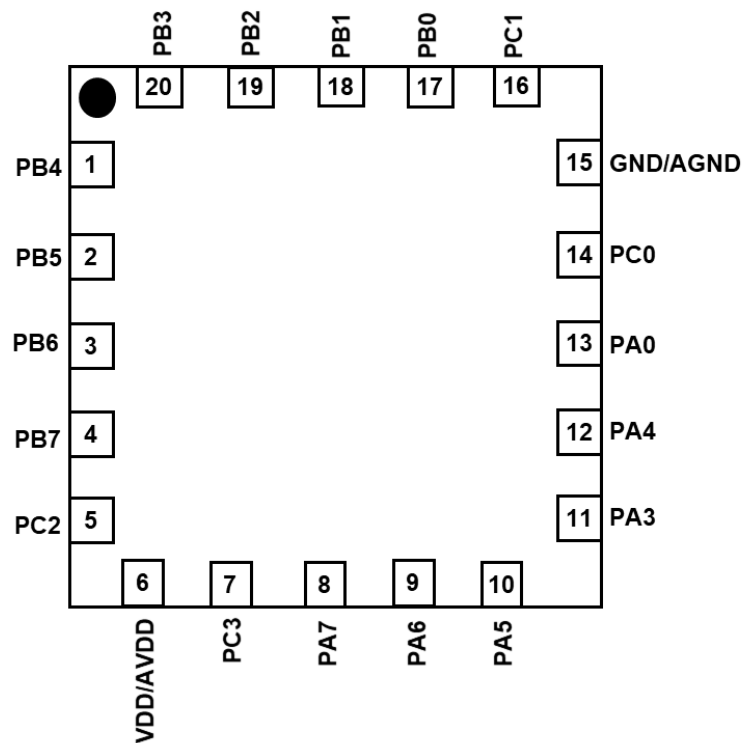 PB3 PB2 PB1 PB0 PC1
20 19 18 17 16
PB4 1 15 GND/AGND
PB5 2 14 PC0
PB6 3 13 PA0
PB7 4 12 PA4
PC2 5 11 PA3
6 7 8 9 10
VDD/AVDD PC3 PA7 PA6 PA5